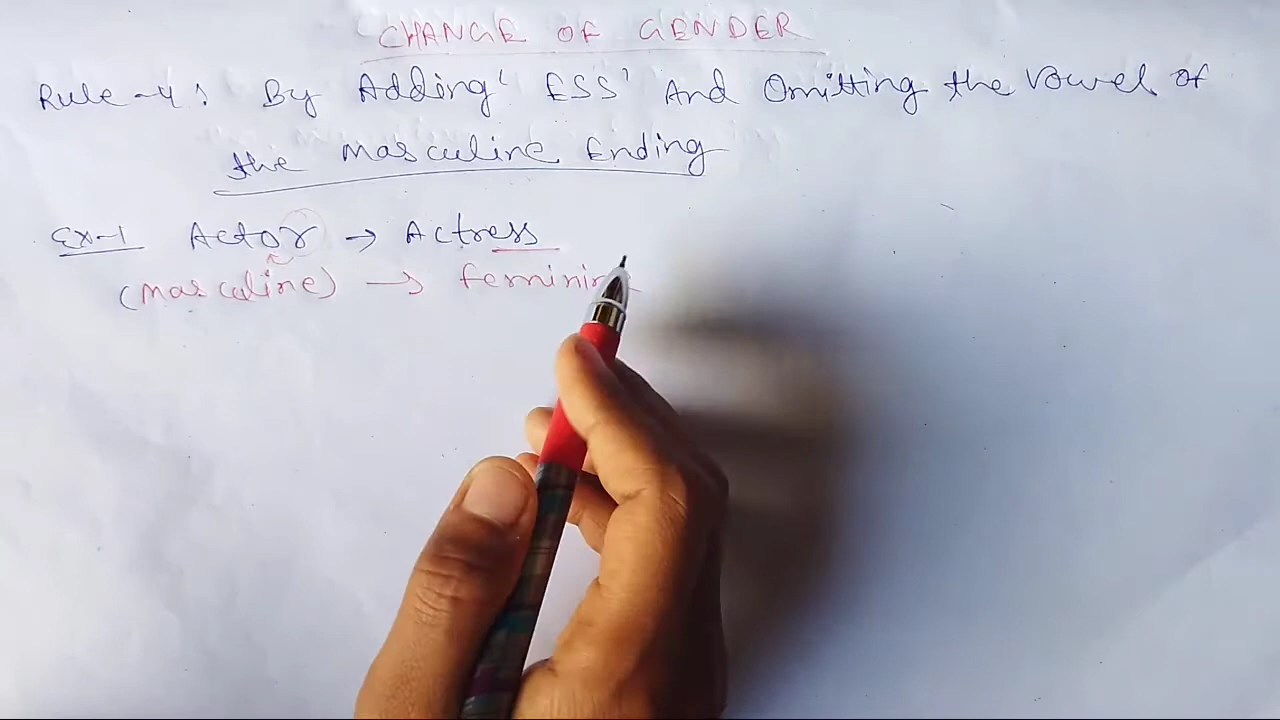 CHANGE OF GENDER
Rule-4: By Adding 'ESS' And Omitting the Vowel of
the Masculine Ending
Ex-1 Actor → Actress
(Masculine) → feminine